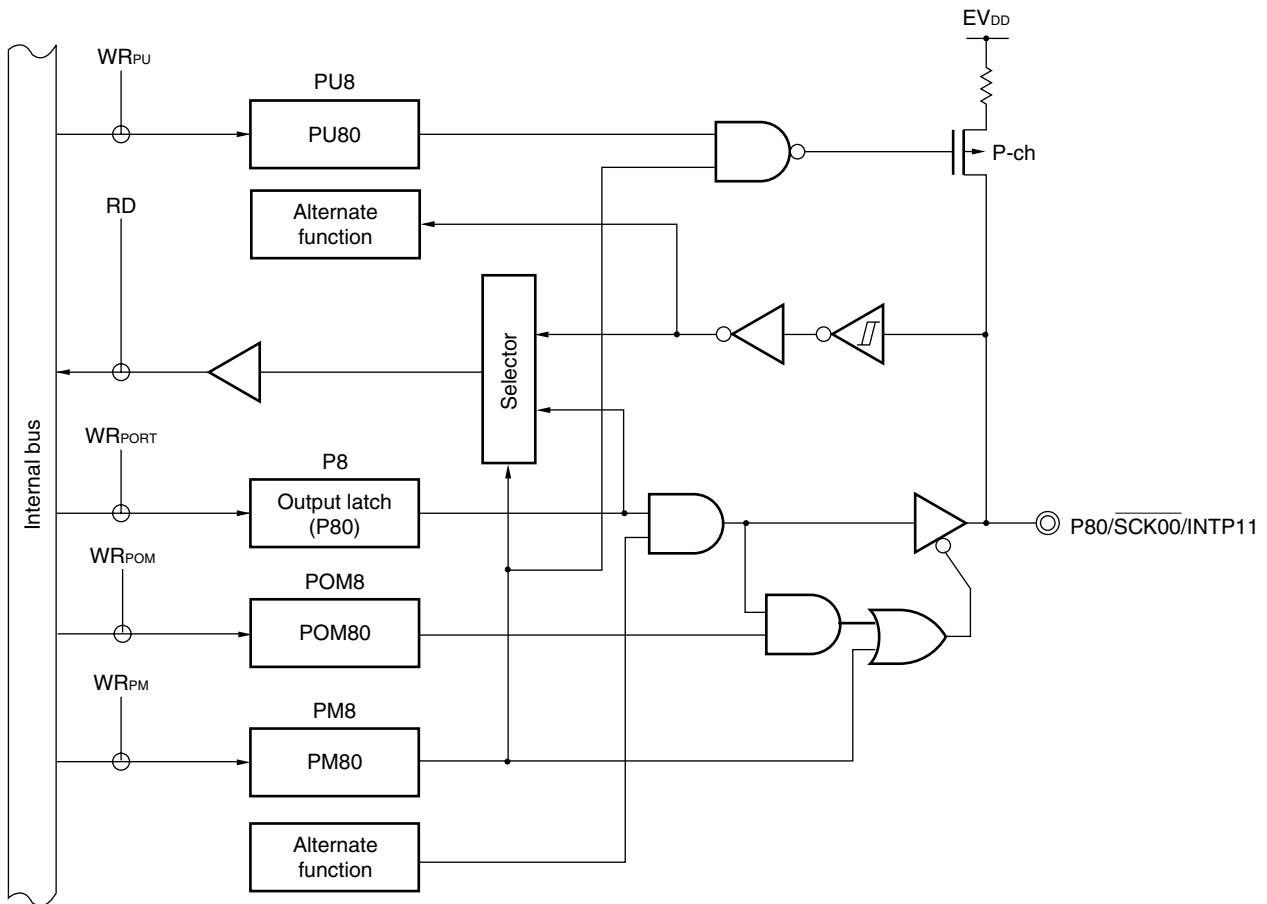 EVDD
WRPU
PU8
PU80
P-ch
RD
Alternate
function
Selector
Internal bus
WRPORT
P8
Output latch
(P80)
P80/SCK00/INTP11
WRPOM
POM8
POM80
WRPM
PM8
PM80
Alternate
function